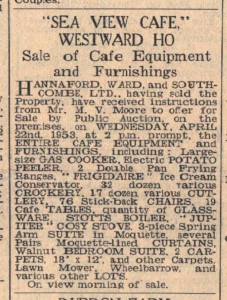 Couples.
"SEA VIEW CAFE,"
WESTWARD HO
Sale of Cafe Equipment
and Furnishings
HANNAFORD, WARD, and SOUTH-
COMBE, LTD., having sold the
Property, have received instructions
from Mr. M. V. Moore to offer for
Sale by Public Auction, on the
premises, on WEDNESDAY, APRIL
22nd, 1953, at 2 p.m. prompt, the
ENTIRE CAFE EQUIPMENT and
FURNISHINGS, including a Large-
size GAS COOKER, Electric POTATO
PEELER, 2 Double Pan Frying
Ranges, "FRIGIDAIRE" Ice Cream
Conservator, 32 dozen various
CROCKERY, 17 dozen various CUT-
LERY, 76 Stick-back CHAIRS, 19
Cafe TABLES, quantity of GLASS-
WARE, STOTTS BOILER, "JUP-
ITER" COSY STOVE, 3-piece Spring
Arm SUITE in Moquette, several
Pairs Moquette-lined CURTAINS,
Walnut BEDROOM SUITE, 2 CAR-
PETS, 18' x 12', and other Carpets,
Lawn Mower, Wheelbarrow, and
various other LOTS.
On view morning of sale.